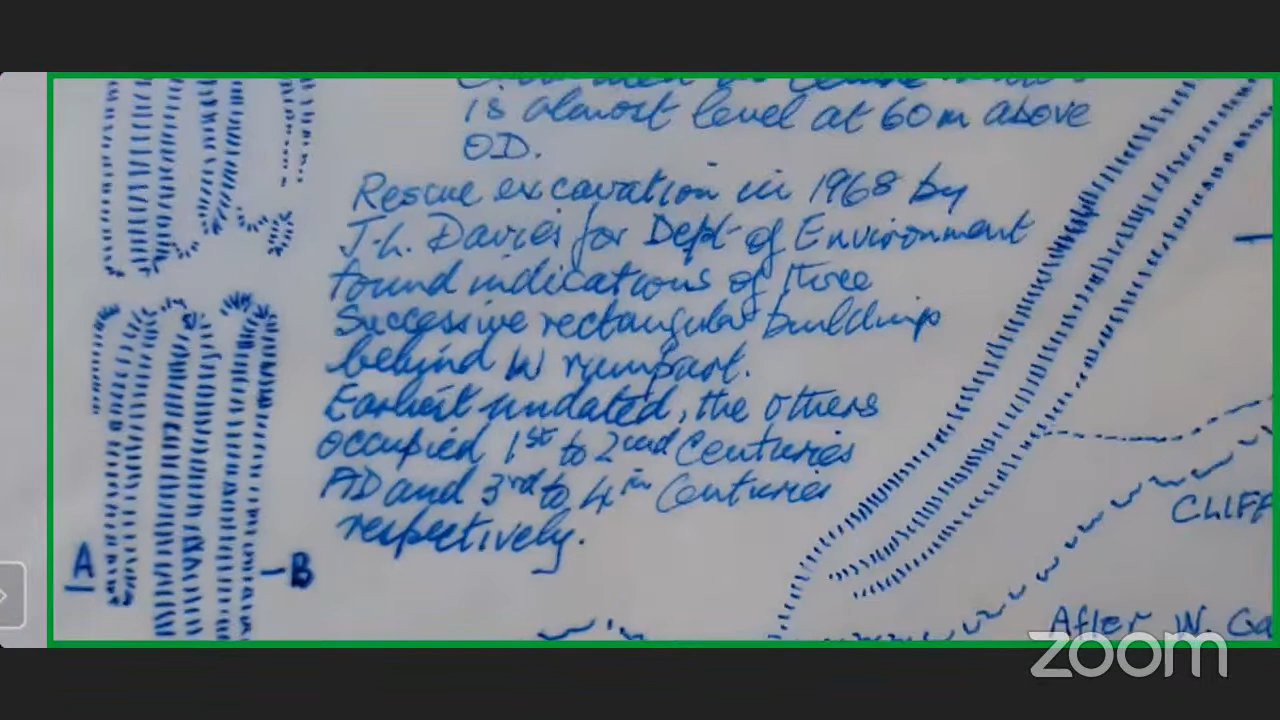 is almost level at 60m above
OD.
Rescue excavation in 1968 by
J.L. Davies for Dept of Environment
found indications of three
Successive rectangular buildings
behind W rampart.
Earliest undated, the others
occupied 1st to 2nd Centuries
AD and 3rd to 4th Centuries
respectively.
A
-B
CLIFF
After W. Ga
zoom